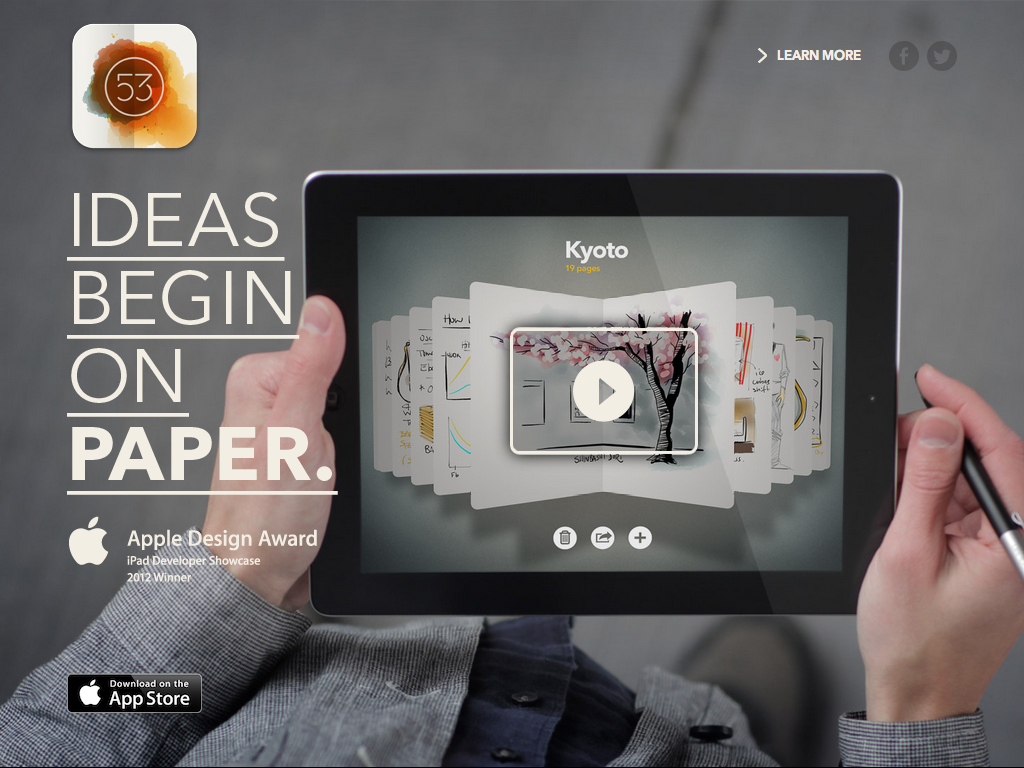 53
LEARN MORE
IDEAS
BEGIN
ON
PAPER.
Kyoto
19 pages
Apple Design Award
iPad Developer Showcase
2012 Winner
Download on the
App Store